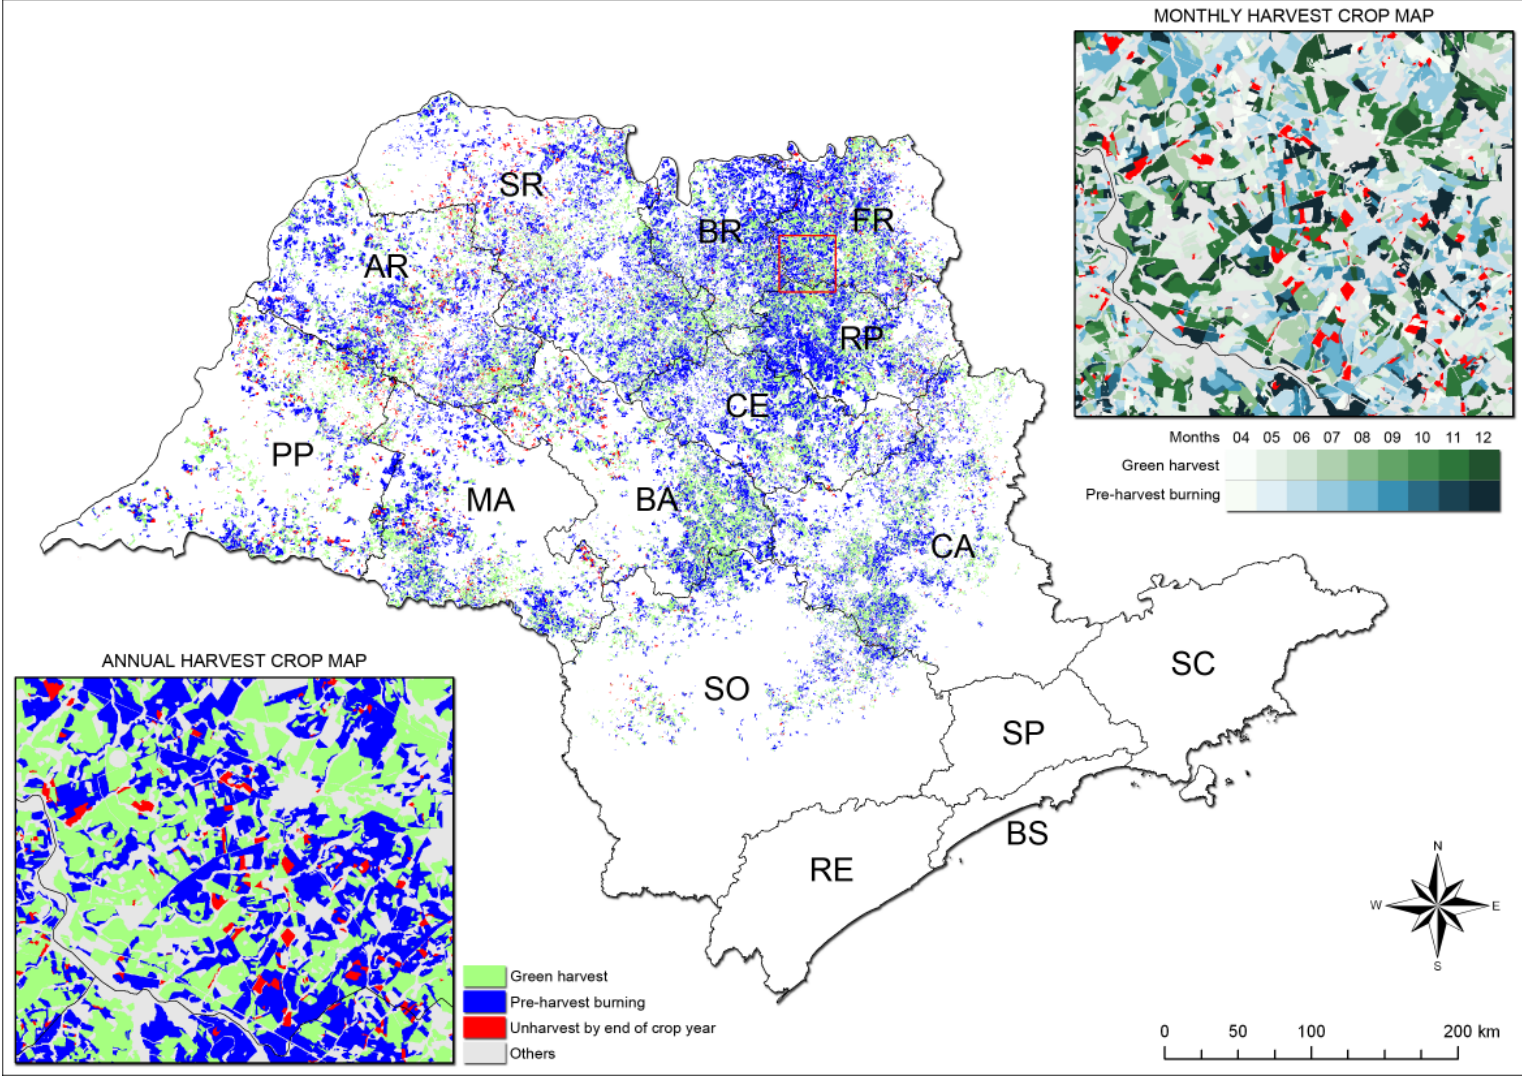 MONTHLY HARVEST CROP MAP
SR
BR
FR
AR
RP
CE
PP
MA
BA
CA
Months 04 05 06 07 08 09 10 11 12
Green harvest
Pre-harvest burning
SC
SO
SP
BS
RE
ANNUAL HARVEST CROP MAP
Green harvest
Pre-harvest burning
Unharvest by end of crop year
Others
N
W
E
S
0 50 100 200 km